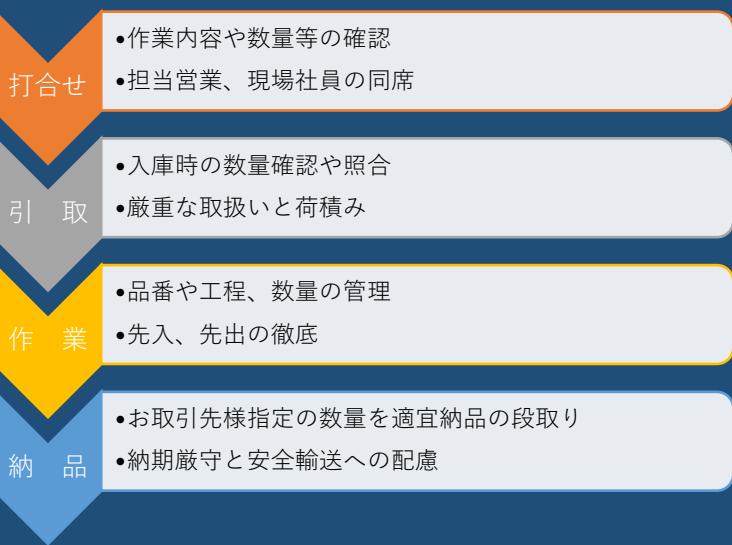 打合せ
•作業内容や数量等の確認
•担当営業、現場社員の同席
引　取
•入庫時の数量確認や照合
•厳重な取扱いと荷積み
作　業
•品番や工程、数量の管理
•先入、先出の徹底
納　品
•お取引先様指定の数量を適宜納品の段取り
•納期厳守と安全輸送への配慮